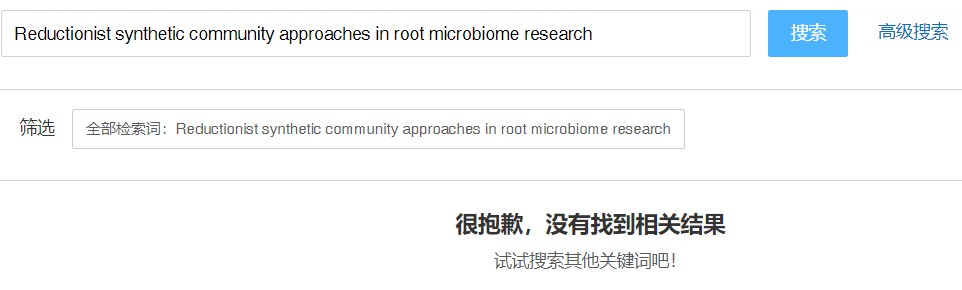 Reductionist synthetic community approaches in root microbiome research 搜索 高级搜索
筛选 全部检索词：Reductionist synthetic community approaches in root microbiome research
很抱歉，没有找到相关结果
试试搜索其他关键词吧！